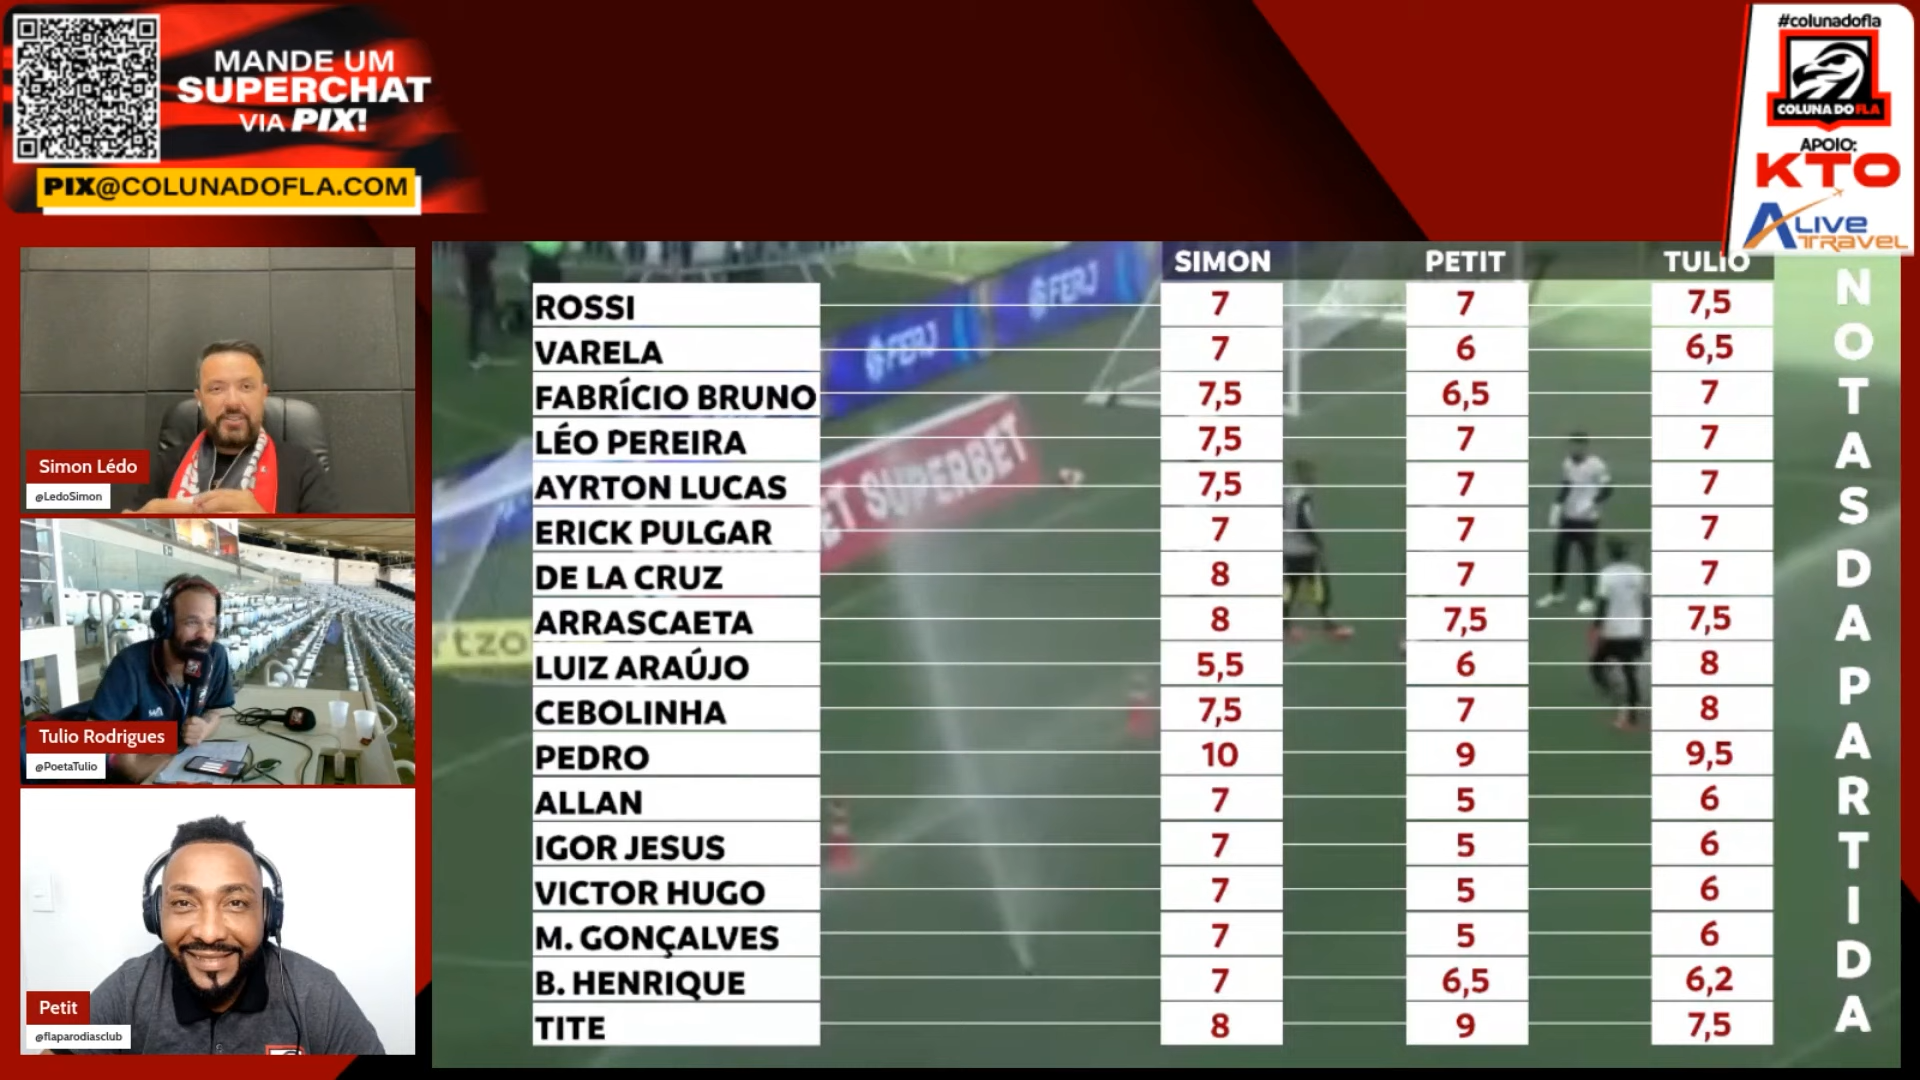 MANDE UM
SUPERCHAT
VIA PIX!
PIX@COLUNADOFLA.COM
#colunadofla
COLUNA DO FLA
APOIO:
KTO
ALIVE
TRAVEL
Simon Lédo
@LedoSimon
Tulio Rodrigues
@PoetaTulio
Petit
@flaparodiasclub
SIMON PETIT TULIO
ROSSI 7 7 7,5
VARELA 7 6 6,5
FABRÍCIO BRUNO 7,5 6,5 7
LÉO PEREIRA 7,5 7 7
AYRTON LUCAS 7,5 7 7
ERICK PULGAR 7 7 7
DE LA CRUZ 8 7 7
ARRASCAETA 8 7,5 7,5
LUIZ ARAÚJO 5,5 6 8
CEBOLINHA 7,5 7 8
PEDRO 10 9 9,5
ALLAN 7 5 6
IGOR JESUS 7 5 6
VICTOR HUGO 7 5 6
M. GONÇALVES 7 5 6
B. HENRIQUE 7 6,5 6,2
TITE 8 9 7,5
NOTAS DA PARTIDA
FERJ
FERJ
ET SUPERBET
rtzo